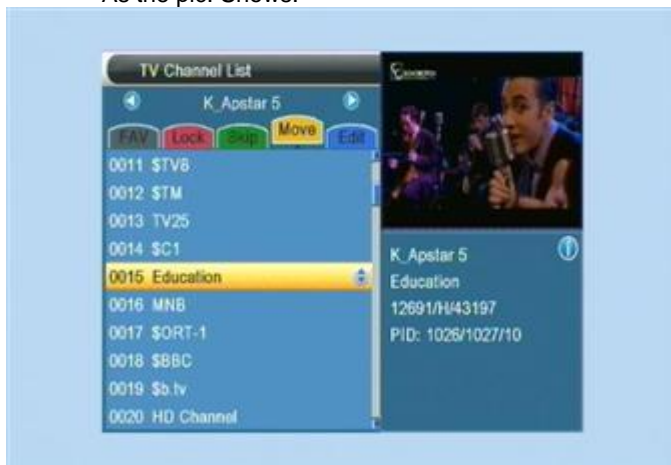 As the pic. Showei
TV Channel List
K_Apstar 5
FAV Lock Skip Move Edit
0011 $TV8
0012 $TM
0013 TV25
0014 $C1
0015 Education
0016 MNB
0017 $ORT-1
0018 $BBC
0019 $b.tv
0020 HD Channel
K_Apstar 5
Education
12691/H/43197
PID: 1026/1027/10